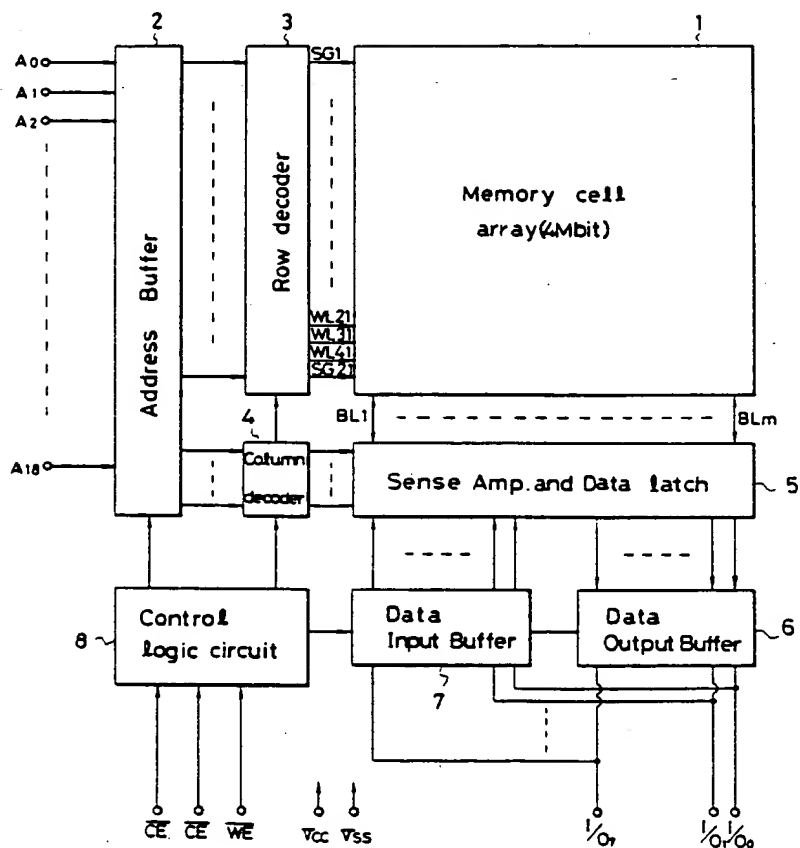 2
3
1
A0
A1
A2
A18
Address Buffer
Row decoder
SG1
WL21
WL31
WL41
SG21
Memory cell
array(4Mbit)
BL1
BLm
4
Column
decoder
Sense Amp.and Data latch
5
8
Control
logic circuit
Data
Input Buffer
7
Data
Output Buffer
6
CE
CE
WE
VCC
VSS
I/O7
I/O1
I/O0